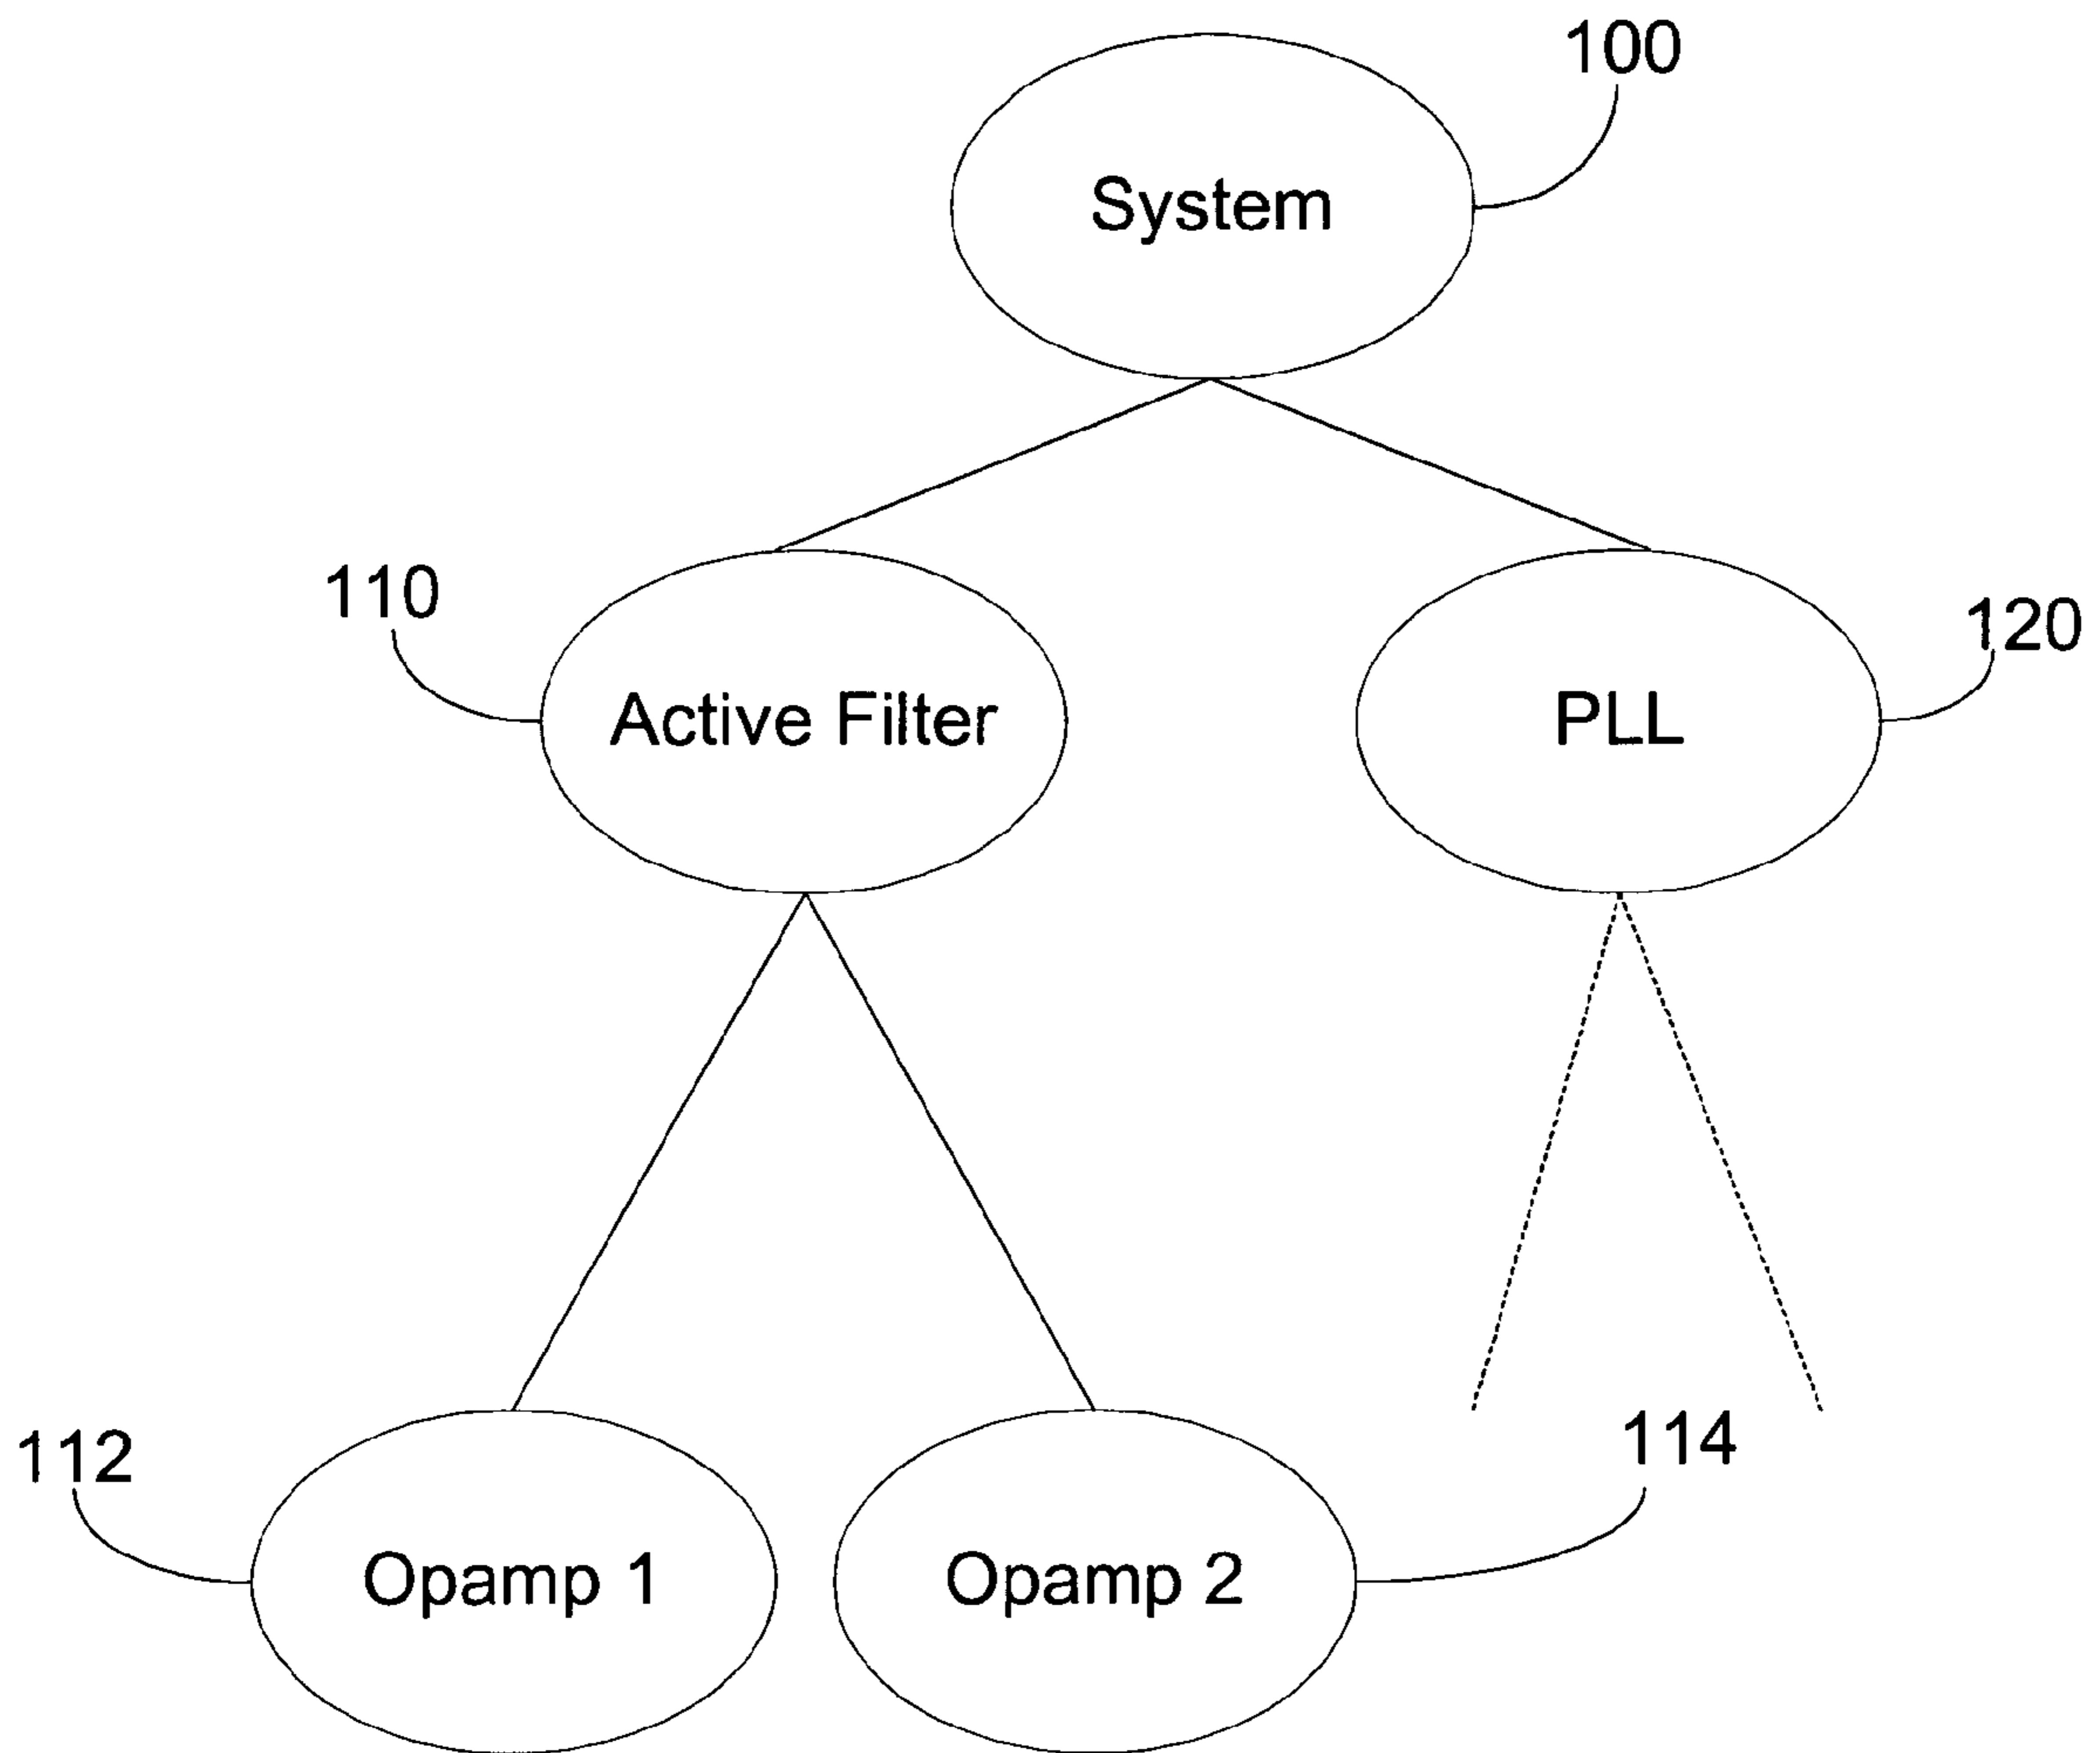 100
System
110
120
Active Filter
PLL
112
114
Opamp 1
Opamp 2